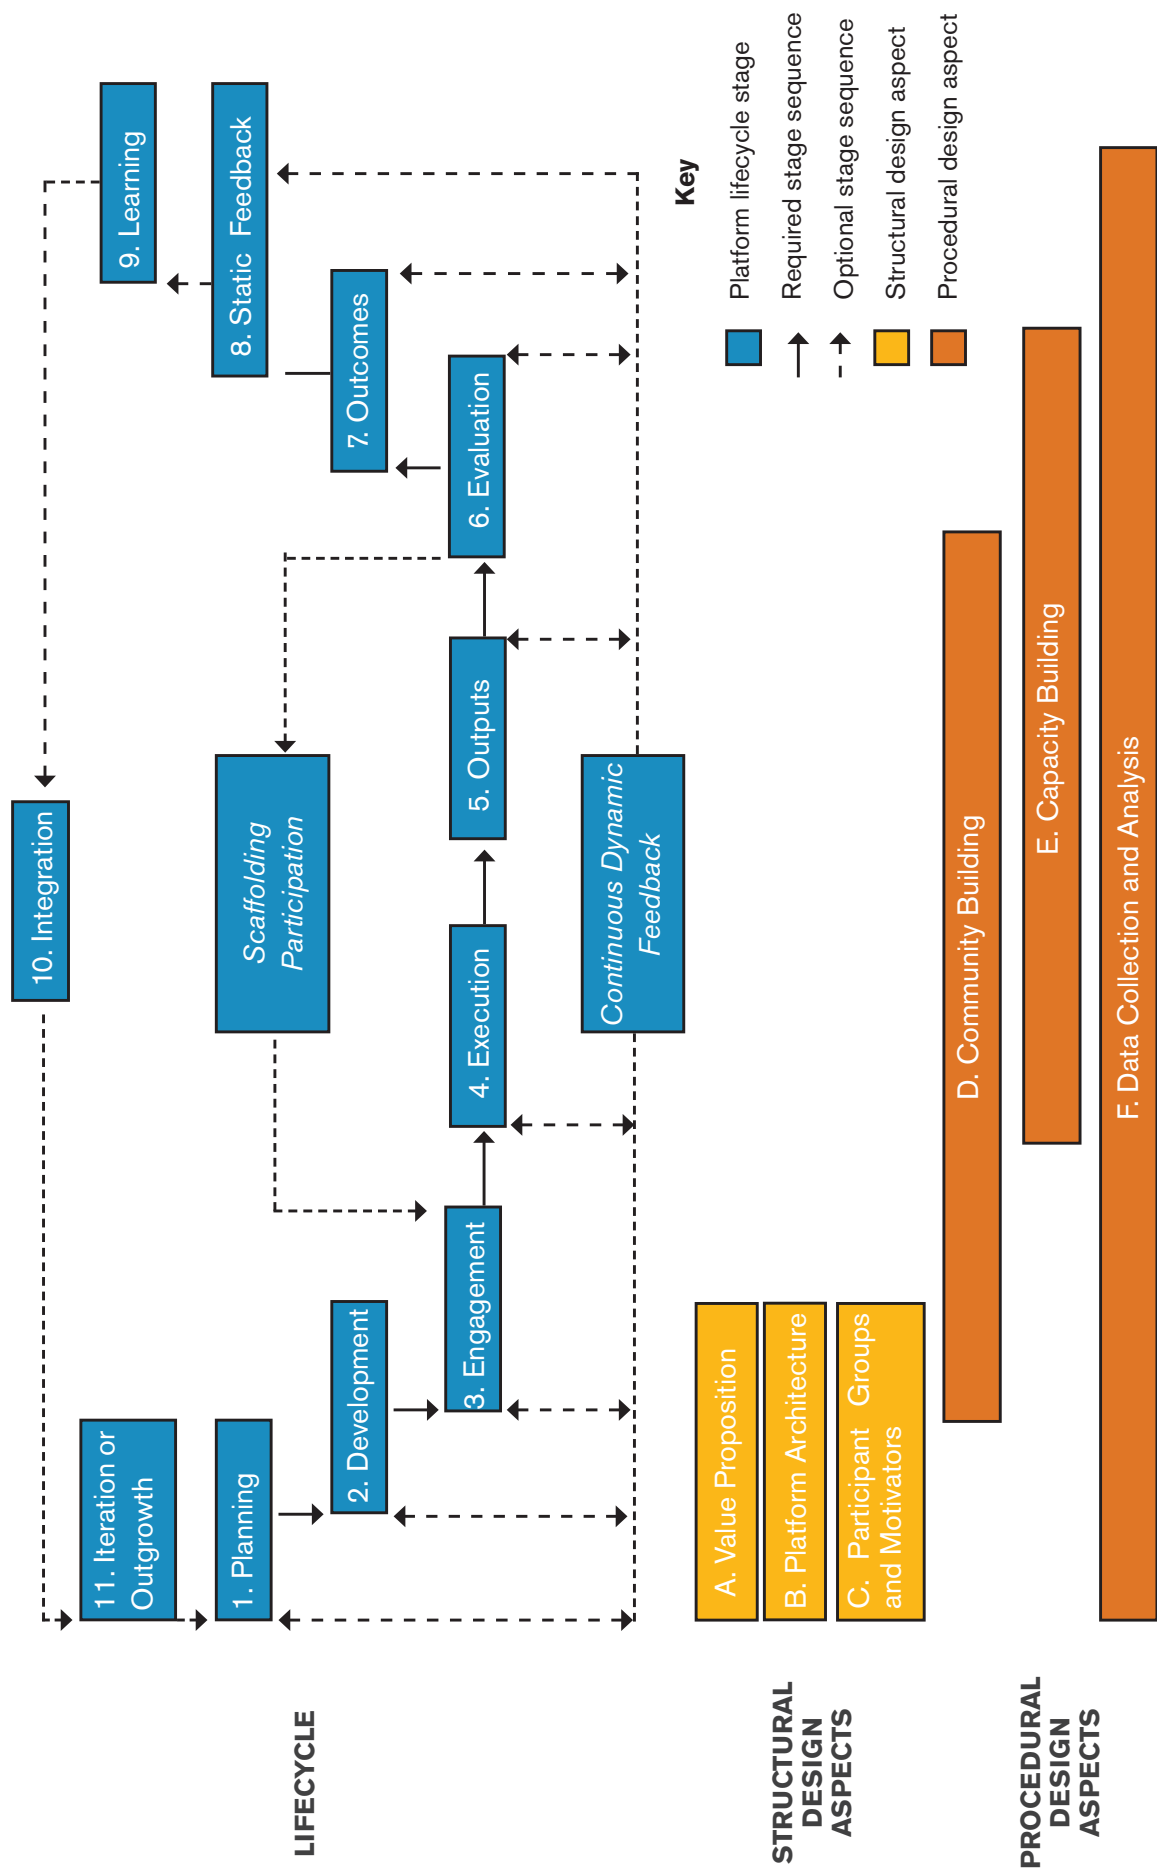 LIFECYCLE
11. Iteration or
Outgrowth
1. Planning
2. Development
3. Engagement
4. Execution
5. Outputs
6. Evaluation
7. Outcomes
8. Static Feedback
9. Learning
10. Integration
Scaffolding
Participation
Continuous Dynamic
Feedback
STRUCTURAL
DESIGN
ASPECTS
A. Value Proposition
B. Platform Architecture
C. Participant Groups
and Motivators
PROCEDURAL
DESIGN
ASPECTS
D. Community Building
E. Capacity Building
F. Data Collection and Analysis
Key
Platform lifecycle stage
Required stage sequence
Optional stage sequence
Structural design aspect
Procedural design aspect